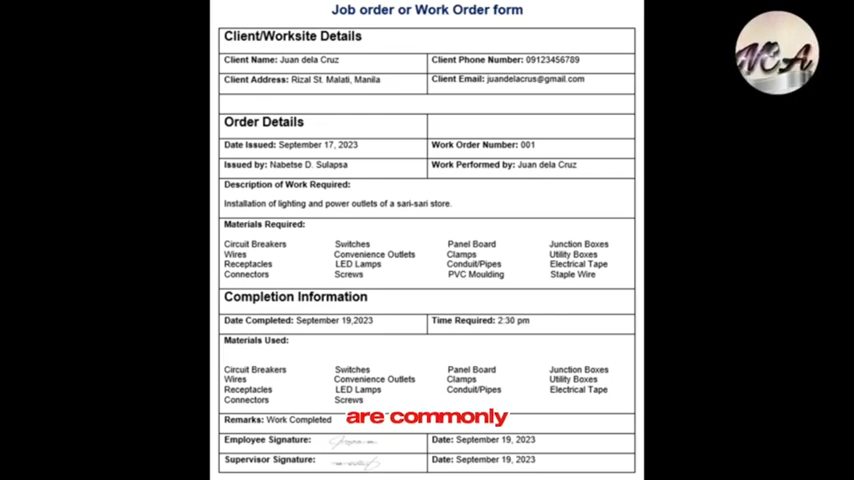 Job order or Work Order form
Client/Worksite Details
Client Name: Juan dela Cruz Client Phone Number: 09123456789
Client Address: Rizal St. Malati, Manila Client Email: juandelacrus@gmail.com
Order Details
Date Issued: September 17, 2023 Work Order Number: 001
Issued by: Nabetse D. Sulapsa Work Performed by: Juan dela Cruz
Description of Work Required:
Installation of lighting and power outlets of a sari-sari store.
Materials Required:
Circuit Breakers Switches Panel Board Junction Boxes
Wires Convenience Outlets Clamps Utility Boxes
Receptacles LED Lamps Conduit/Pipes Electrical Tape
Connectors Screws PVC Moulding Staple Wire
Completion Information
Date Completed: September 19,2023 Time Required: 2:30 pm
Materials Used:
Circuit Breakers Switches Panel Board Junction Boxes
Wires Convenience Outlets Clamps Utility Boxes
Receptacles LED Lamps Conduit/Pipes Electrical Tape
Connectors Screws
Remarks: Work Completed
are commonly
Employee Signature: Date: September 19, 2023
Supervisor Signature: Date: September 19, 2023